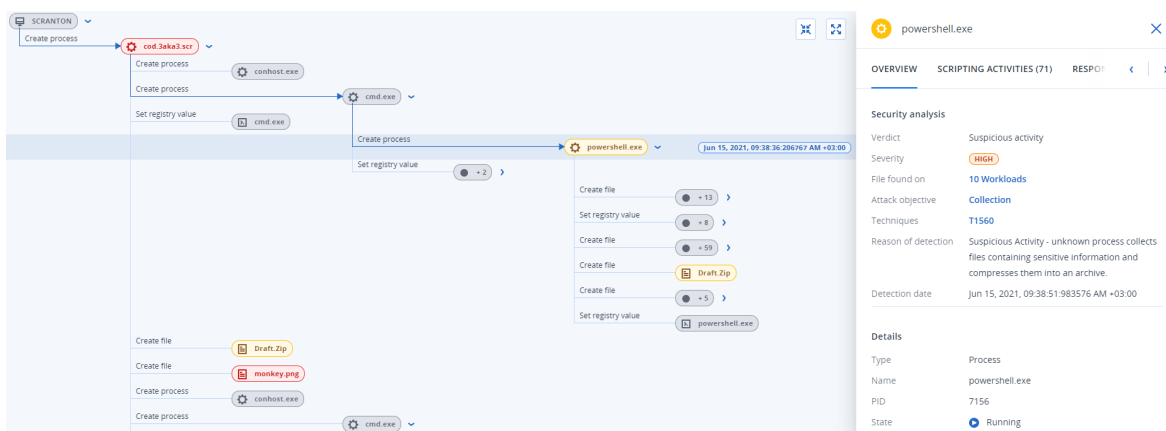 SCRANTON
Create process
cod.3aka3.scr
Create process
conhost.exe
Create process
cmd.exe
Set registry value
cmd.exe
Create process
powershell.exe
Jun 15, 2021, 09:38:36:206767 AM +03:00
Set registry value
+ 2
Create file
+ 13
Set registry value
+ 8
Create file
+ 59
Create file
Draft.Zip
Create file
+ 5
Set registry value
powershell.exe
Create file
Draft.Zip
Create file
monkey.png
Create process
conhost.exe
Create process
cmd.exe
powershell.exe
OVERVIEW SCRIPTING ACTIVITIES (71) RESPO
Security analysis
Verdict Suspicious activity
Severity HIGH
File found on 10 Workloads
Attack objective Collection
Techniques T1560
Reason of detection Suspicious Activity - unknown process collects
files containing sensitive information and
compresses them into an archive.
Detection date Jun 15, 2021, 09:38:51:983576 AM +03:00
Details
Type Process
Name powershell.exe
PID 7156
State Running